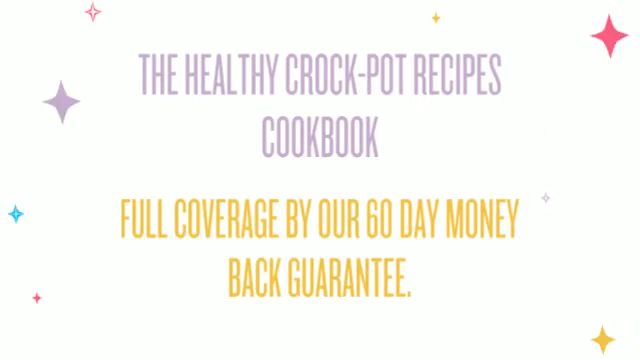 THE HEALTHY CROCK-POT RECIPES
COOKBOOK
FULL COVERAGE BY OUR 60 DAY MONEY
BACK GUARANTEE.